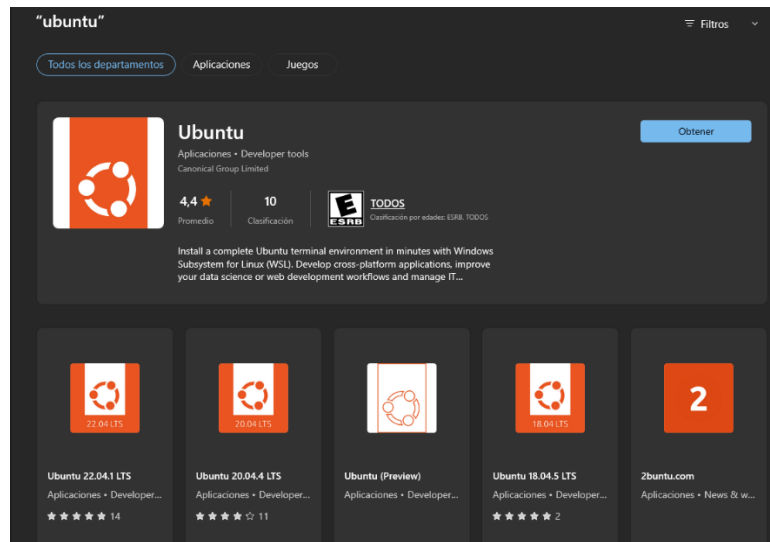 "ubuntu"
Filtros
Todos los departamentos
Aplicaciones
Juegos
Ubuntu
Obtener
Aplicaciones • Developer tools
Canonical Group Limited
4,4 ★
10
Promedio
Clasificación
E
ESRB
TODOS
Clasificación por edades: ESRB. TODOS
Install a complete Ubuntu terminal environment in minutes with Windows
Subsystem for Linux (WSL). Develop cross-platform applications, improve
your data science or web development workflows and manage IT...
22.04 LTS
20.04 LTS
18.04 LTS
2
Ubuntu 22.04.1 LTS
Aplicaciones • Developer...
★★★★★ 14
Ubuntu 20.04.4 LTS
Aplicaciones • Developer...
★★★★☆ 11
Ubuntu (Preview)
Aplicaciones • Developer...
Ubuntu 18.04.5 LTS
Aplicaciones • Developer...
★★★★★ 2
2buntu.com
Aplicaciones • News & w...